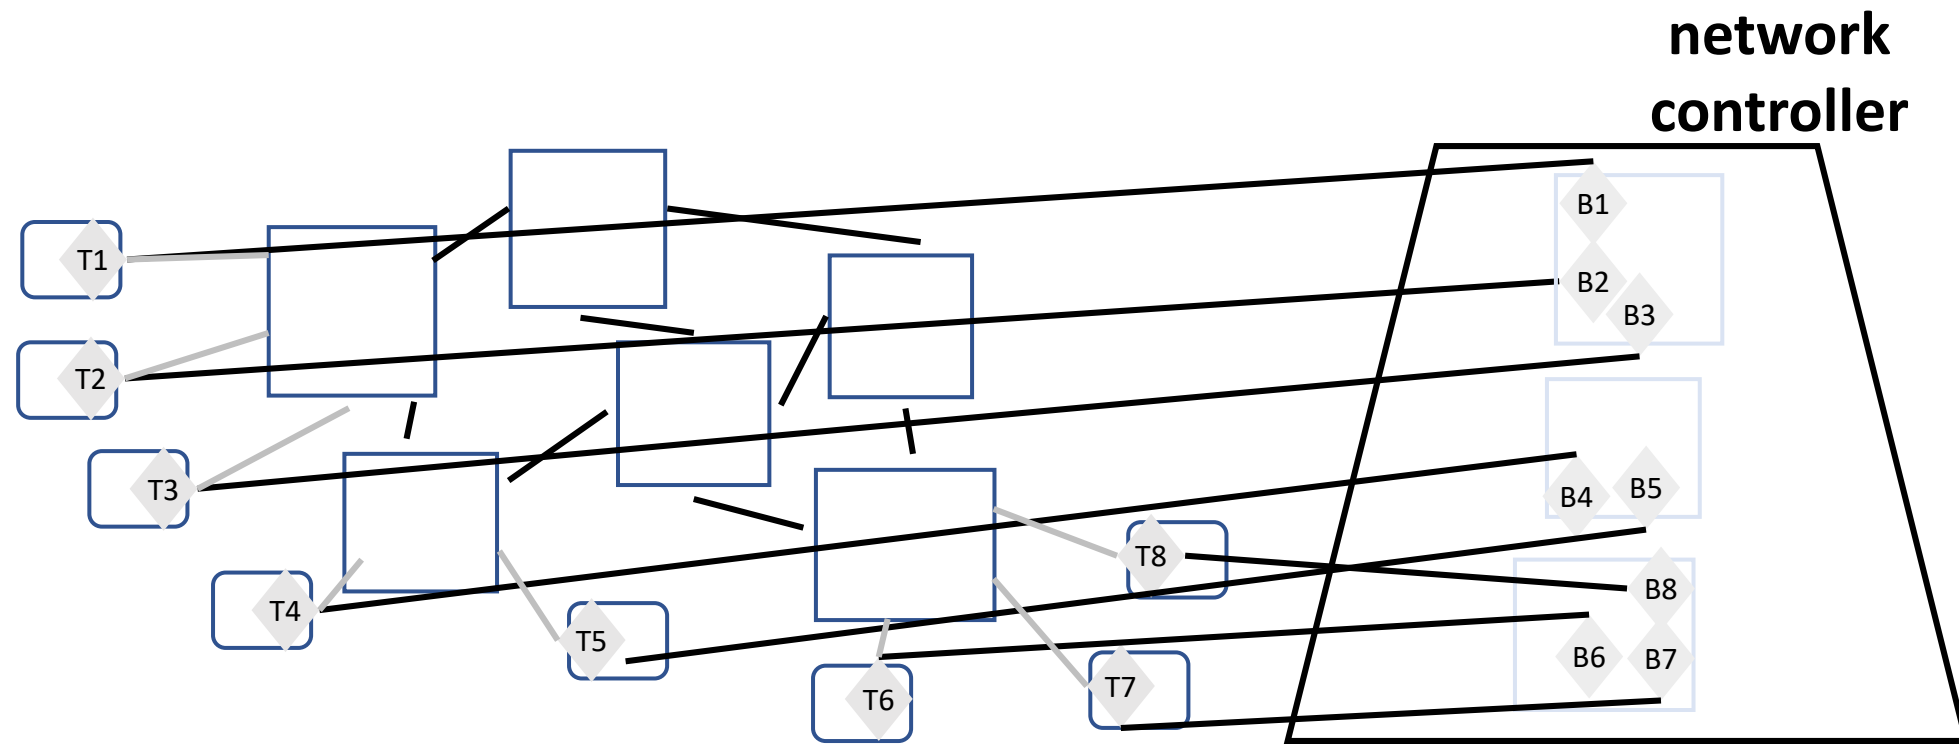 network
controller
T1
T2
T3
T4
T5
T6
T7
T8
B1
B2
B3
B4
B5
B8
B6
B7